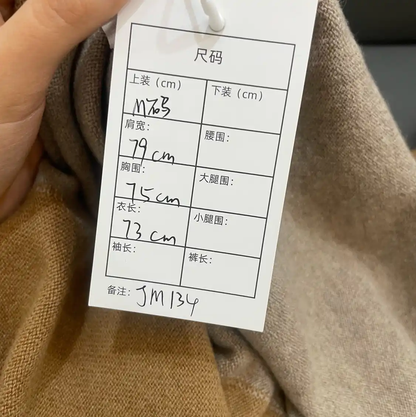 尺码
上装（cm） 下装（cm）
M码
肩宽： 腰围：
79cm
胸围： 大腿围：
75cm
衣长： 小腿围：
73cm
袖长： 裤长：
备注：JM134